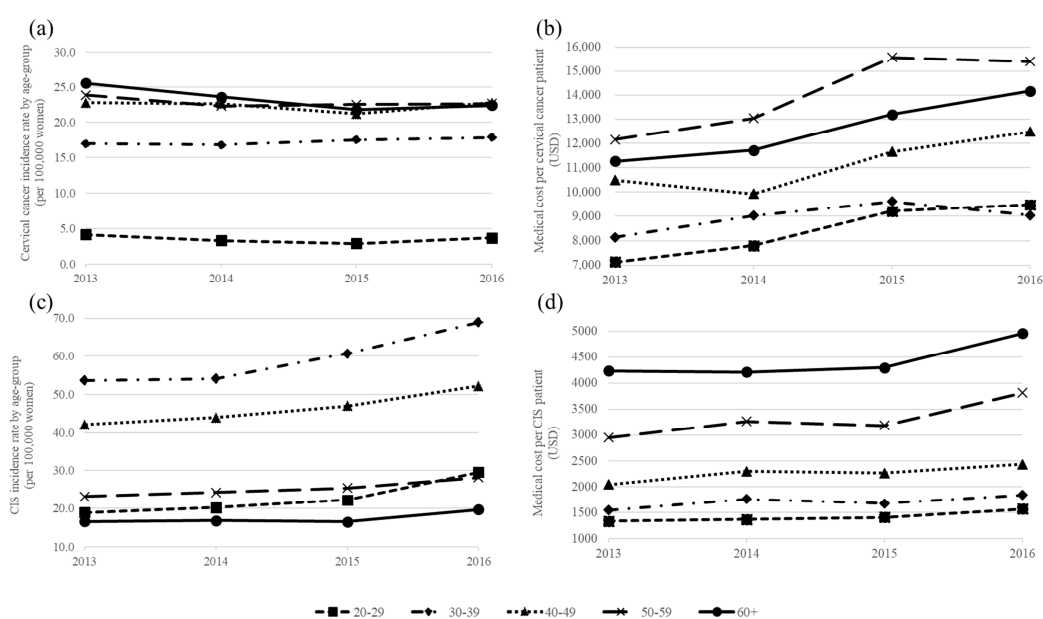 (a)
Cervical cancer incidence rate by age-group
(per 100,000 women)
30.0
25.0
20.0
15.0
10.0
5.0
0.0
2013 2014 2015 2016
(b)
Medical cost per cervical cancer patient
(USD)
16,000
15,000
14,000
13,000
12,000
11,000
10,000
9,000
8,000
7,000
2013 2014 2015 2016
(c)
CIS incidence rate by age-group
(per 100,000 women)
70.0
60.0
50.0
40.0
30.0
20.0
10.0
2013 2014 2015 2016
(d)
Medical cost per CIS patient
(USD)
5000
4500
4000
3500
3000
2500
2000
1500
1000
2013 2014 2015 2016
20-29 30-39 40-49 50-59 60+